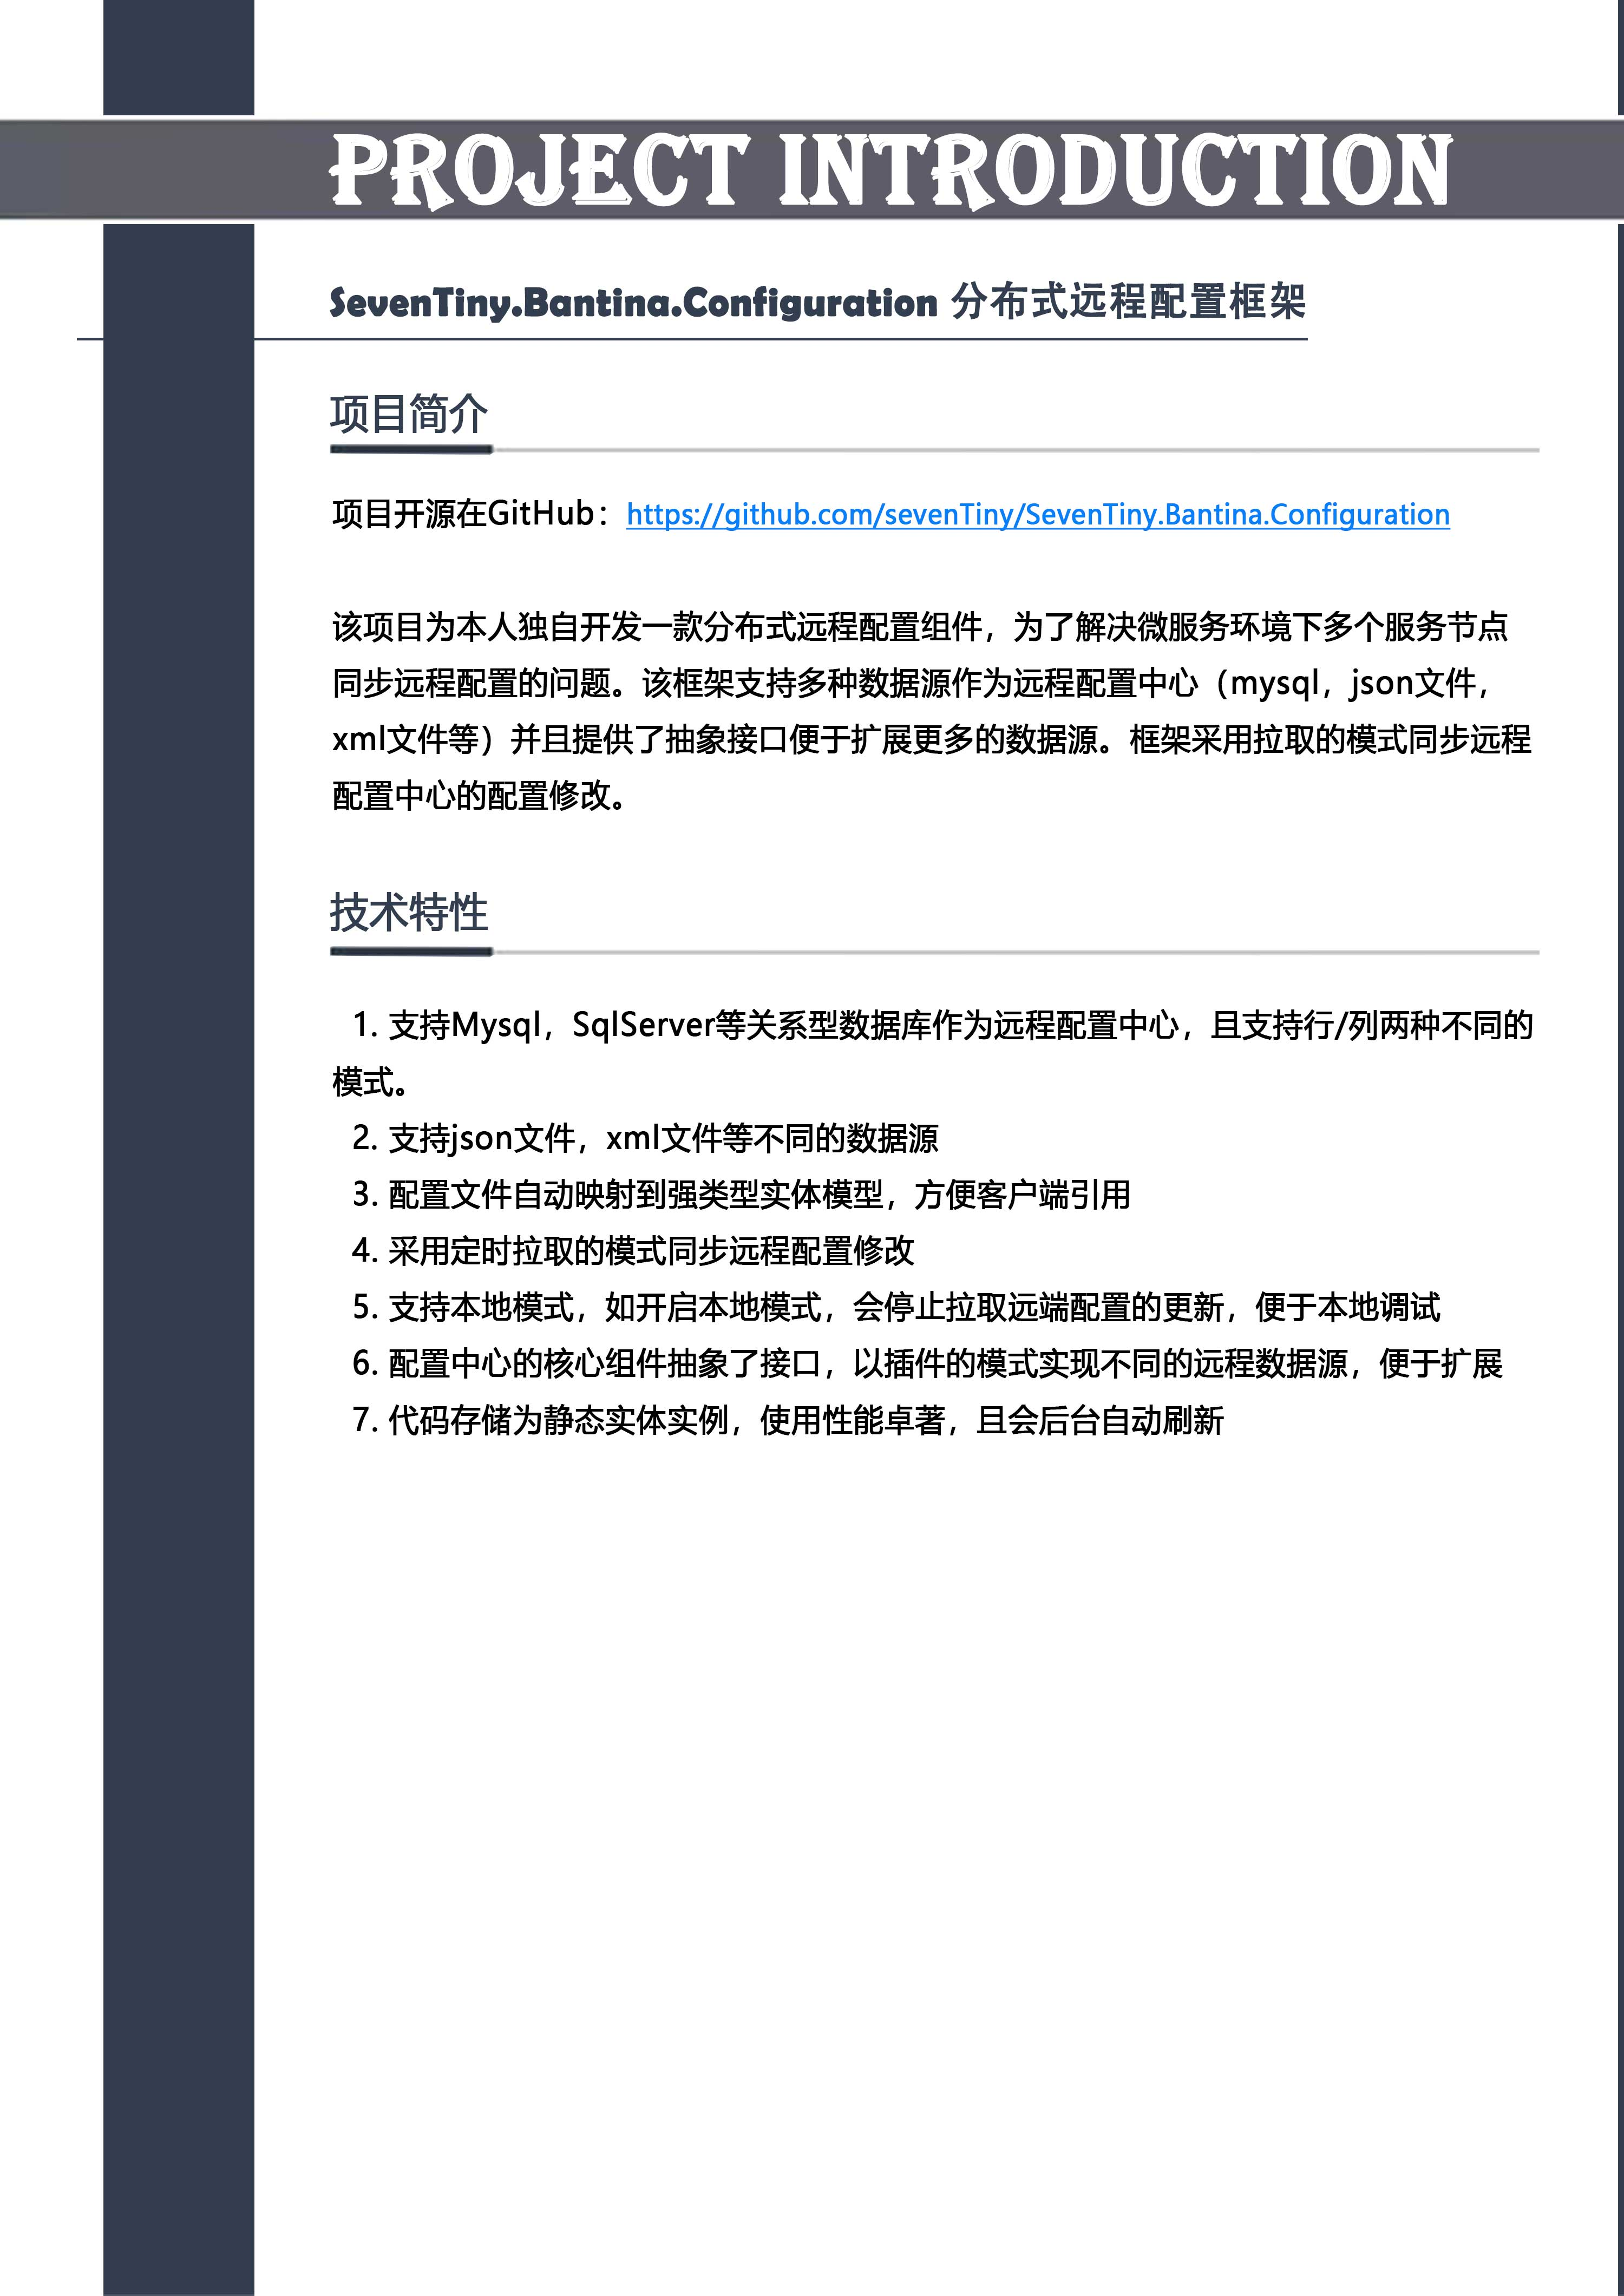 PROJECT INTRODUCTION
SevenTiny.Bantina.Configuration 分布式远程配置框架
项目简介
项目开源在GitHub：https://github.com/sevenTiny/SevenTiny.Bantina.Configuration
该项目为本人独自开发一款分布式远程配置组件，为了解决微服务环境下多个服务节点
同步远程配置的问题。该框架支持多种数据源作为远程配置中心（mysql，json文件，
xml文件等）并且提供了抽象接口便于扩展更多的数据源。框架采用拉取的模式同步远程
配置中心的配置修改。
技术特性
1. 支持Mysql，SqlServer等关系型数据库作为远程配置中心，且支持行/列两种不同的
模式。
2. 支持json文件，xml文件等不同的数据源
3. 配置文件自动映射到强类型实体模型，方便客户端引用
4. 采用定时拉取的模式同步远程配置修改
5. 支持本地模式，如开启本地模式，会停止拉取远端配置的更新，便于本地调试
6. 配置中心的核心组件抽象了接口，以插件的模式实现不同的远程数据源，便于扩展
7. 代码存储为静态实体实例，使用性能卓著，且会后台自动刷新